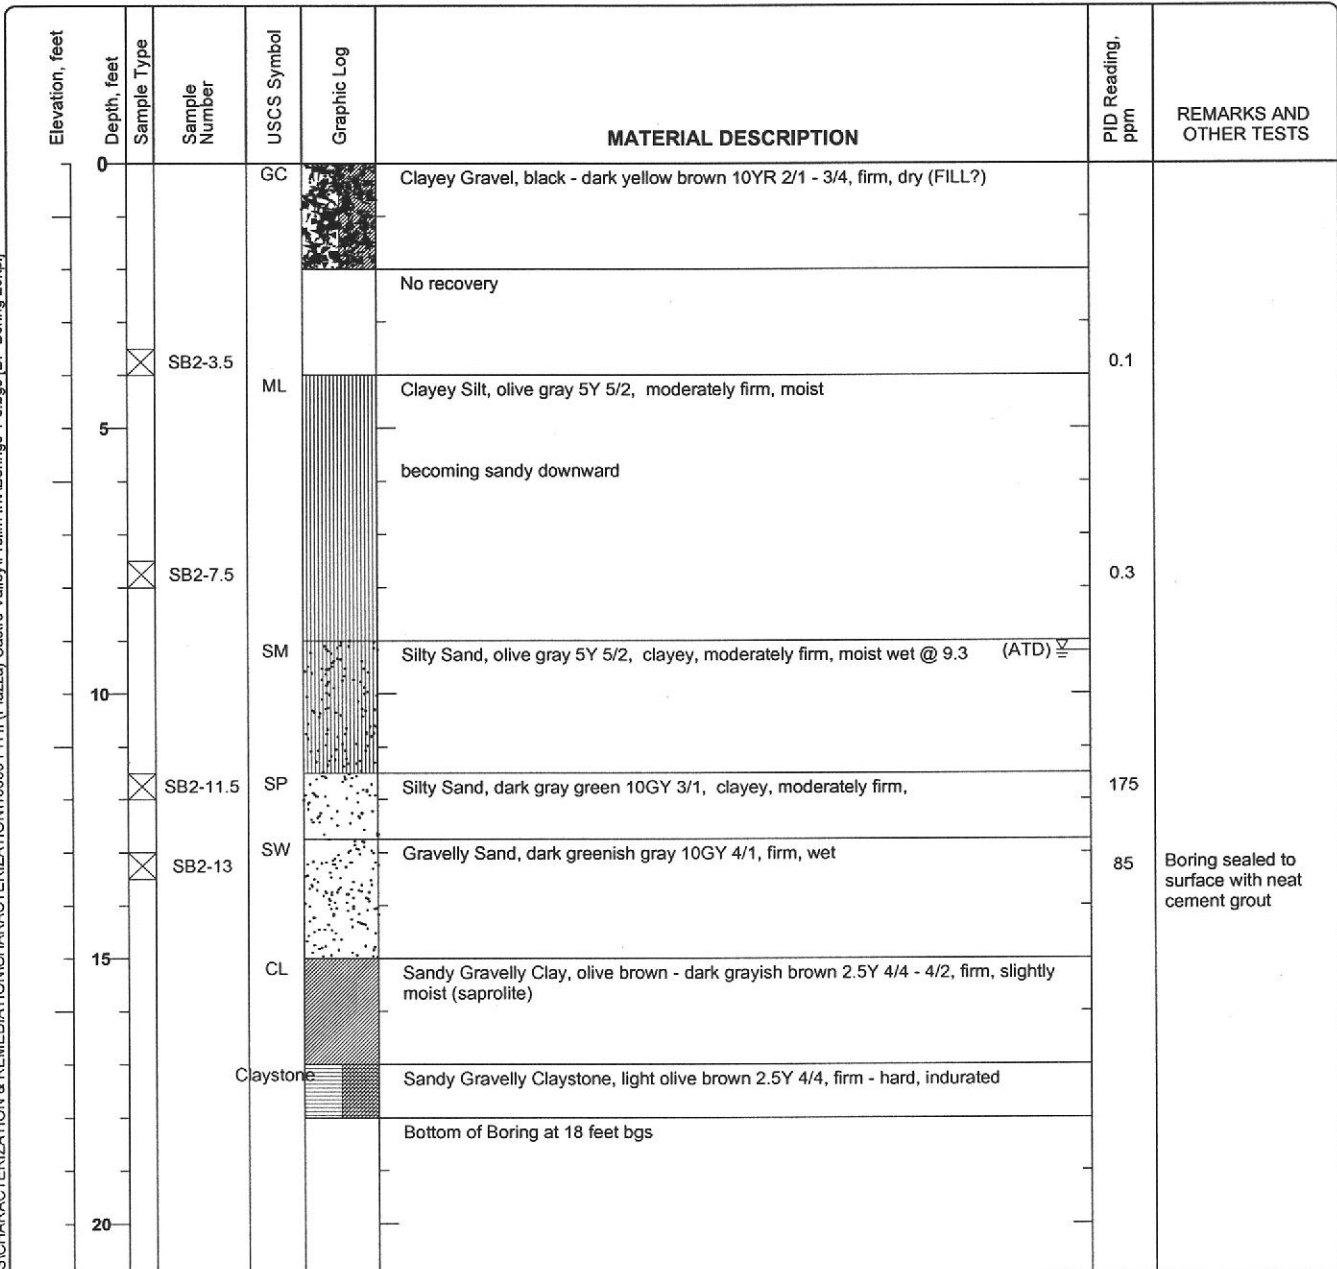 Elevation, feet
Depth, feet
Sample Type
Sample
Number
USCS Symbol
Graphic Log
MATERIAL DESCRIPTION
PID Reading,
ppm
REMARKS AND
OTHER TESTS
0
GC
Clayey Gravel, black - dark yellow brown 10YR 2/1 - 3/4, firm, dry (FILL?)
No recovery
SB2-3.5
0.1
ML
Clayey Silt, olive gray 5Y 5/2, moderately firm, moist
5
becoming sandy downward
SB2-7.5
0.3
SM
Silty Sand, olive gray 5Y 5/2, clayey, moderately firm, moist wet @ 9.3
(ATD)
10
SB2-11.5
SP
Silty Sand, dark gray green 10GY 3/1, clayey, moderately firm,
175
SW
Gravelly Sand, dark greenish gray 10GY 4/1, firm, wet
SB2-13
85
Boring sealed to
surface with neat
cement grout
15
CL
Sandy Gravelly Clay, olive brown - dark grayish brown 2.5Y 4/4 - 4/2, firm, slightly
moist (saprolite)
Claystone
Sandy Gravelly Claystone, light olive brown 2.5Y 4/4, firm - hard, indurated
Bottom of Boring at 18 feet bgs
20